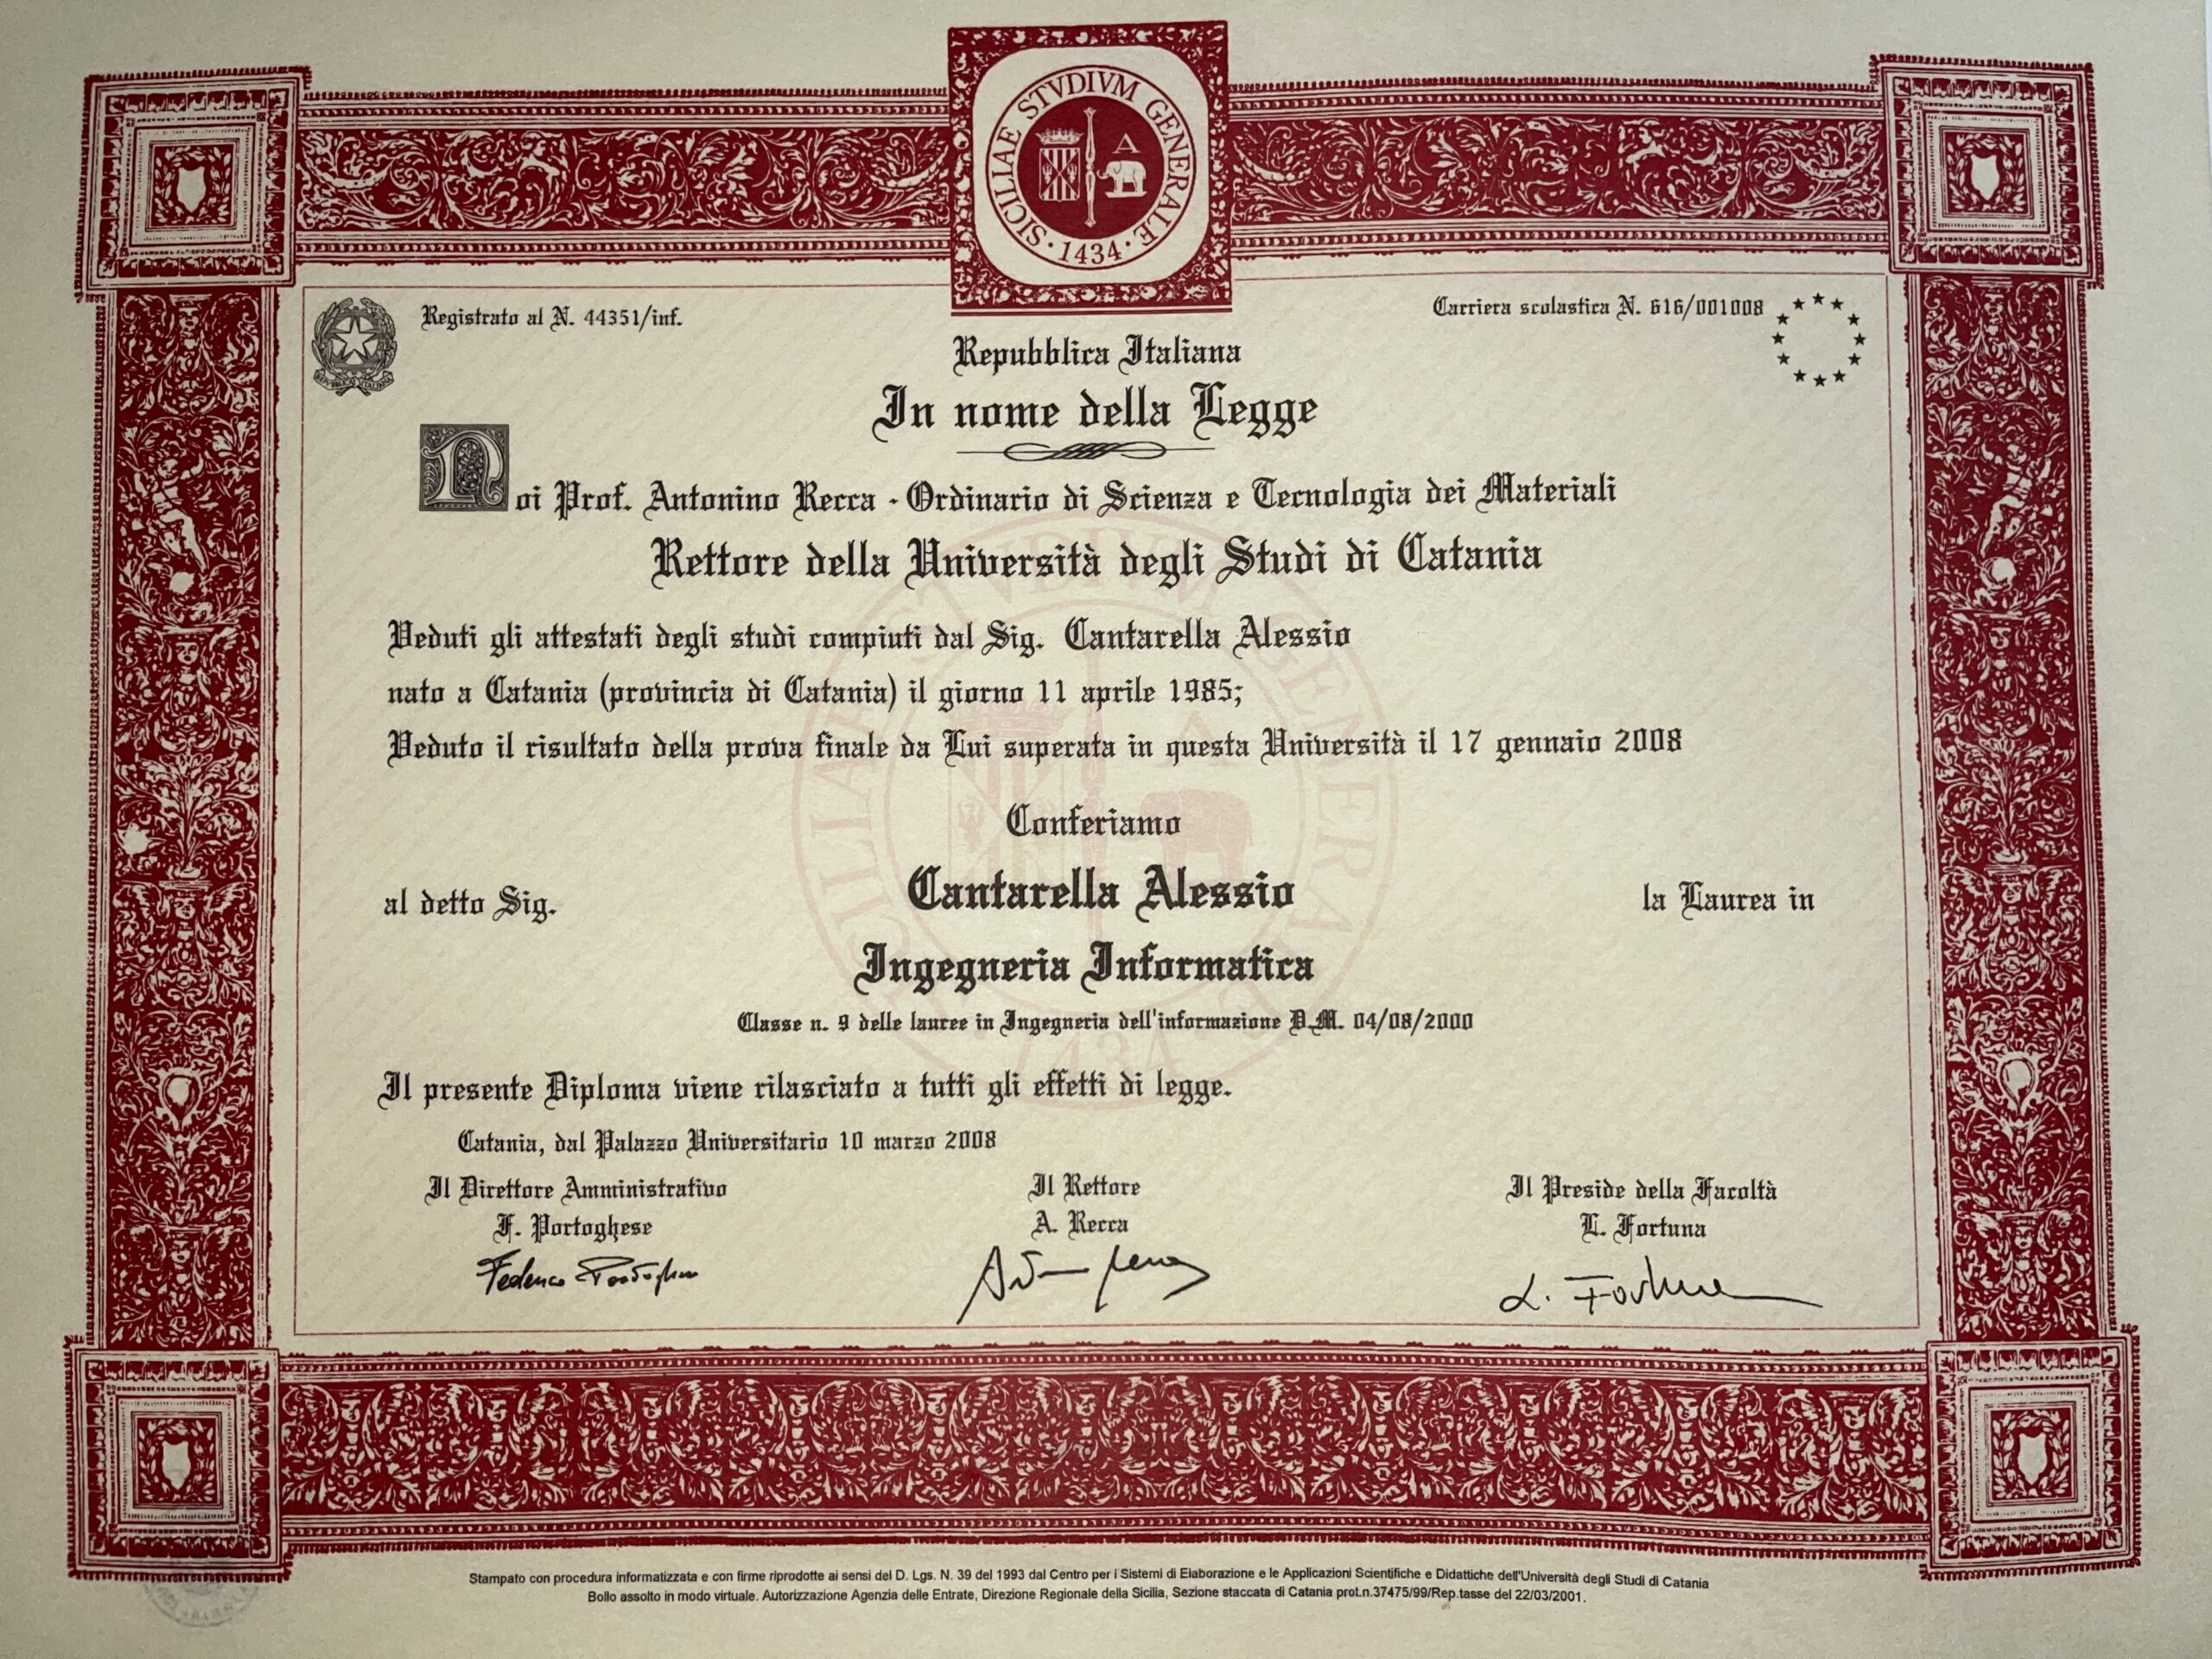 SICILIAE STVDIVM GENERALE · 1434 ·
Registrato al N. 44351/inf.
Carriera scolastica N. 616/001008
REPVBBLICA ITALIANA
Repubblica Italiana
In nome della Legge
Noi Prof. Antonino Recca - Ordinario di Scienza e Tecnologia dei Materiali
Rettore della Università degli Studi di Catania
Veduti gli attestati degli studi compiuti dal Sig. Cantarella Alessio
nato a Catania (provincia di Catania) il giorno 11 aprile 1985;
Veduto il risultato della prova finale da Lui superata in questa Università il 17 gennaio 2008
Conferiamo
al detto Sig. Cantarella Alessio la Laurea in
Ingegneria Informatica
Classe n. 9 delle lauree in Ingegneria dell'informazione D.M. 04/08/2000
Il presente Diploma viene rilasciato a tutti gli effetti di legge.
Catania, dal Palazzo Universitario 10 marzo 2008
Il Direttore Amministrativo
F. Portoghese
Federico Portoghese
Il Rettore
A. Recca
Il Preside della Facoltà
L. Fortuna
L. Fortuna
Stampato con procedura informatizzata e con firme riprodotte ai sensi del D. Lgs. N. 39 del 1993 dal Centro per i Sistemi di Elaborazione e le Applicazioni Scientifiche e Didattiche dell'Università degli Studi di Catania
Bollo assolto in modo virtuale. Autorizzazione Agenzia delle Entrate, Direzione Regionale della Sicilia, Sezione staccata di Catania prot.n.37475/99/Rep.tasse del 22/03/2001.